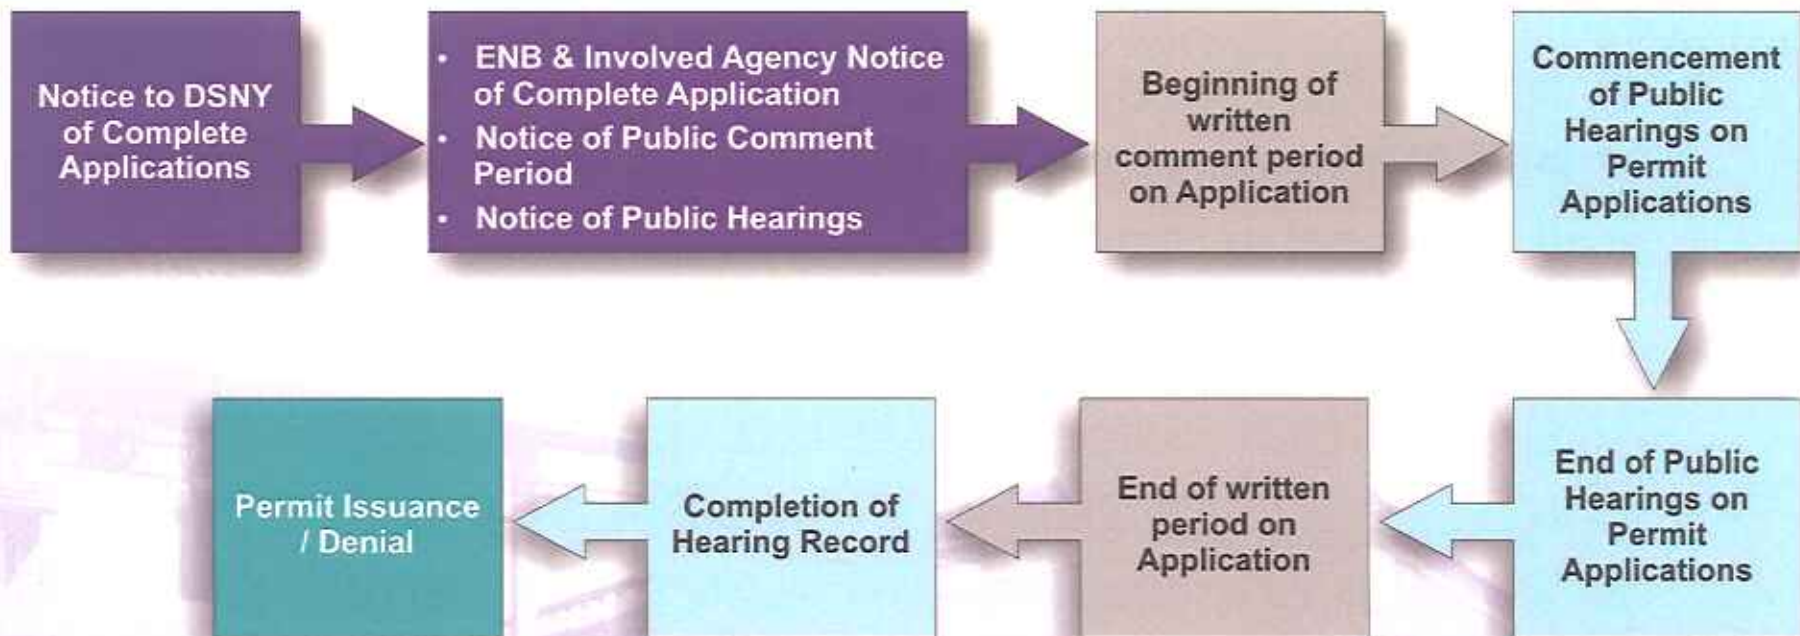 Notice to DSNY
of Complete
Applications
• ENB & Involved Agency Notice
of Complete Application
• Notice of Public Comment
Period
• Notice of Public Hearings
Beginning of
written
comment period
on Application
Commencement
of Public
Hearings on
Permit
Applications
End of Public
Hearings on
Permit
Applications
End of written
period on
Application
Completion of
Hearing Record
Permit Issuance
/ Denial